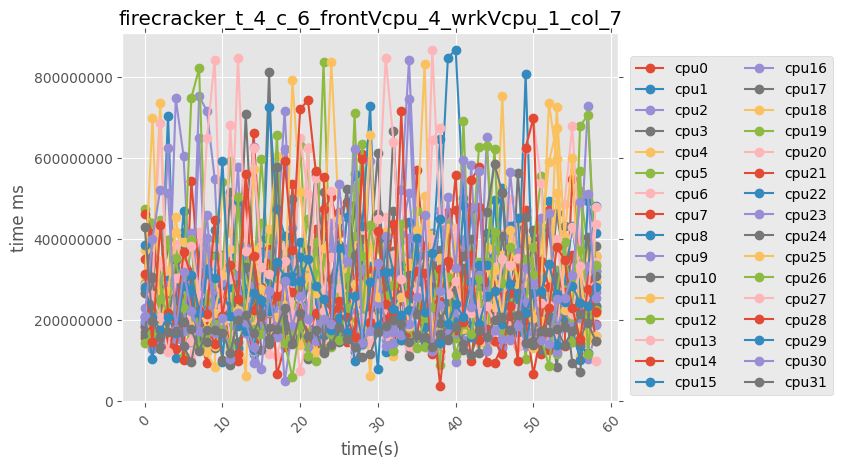 firecracker_t_4_c_6_frontVcpu_4_wrkVcpu_1_col_7
time ms
800000000
600000000
400000000
200000000
0
0
10
20
30
40
50
60
time(s)
cpu0
cpu1
cpu2
cpu3
cpu4
cpu5
cpu6
cpu7
cpu8
cpu9
cpu10
cpu11
cpu12
cpu13
cpu14
cpu15
cpu16
cpu17
cpu18
cpu19
cpu20
cpu21
cpu22
cpu23
cpu24
cpu25
cpu26
cpu27
cpu28
cpu29
cpu30
cpu31